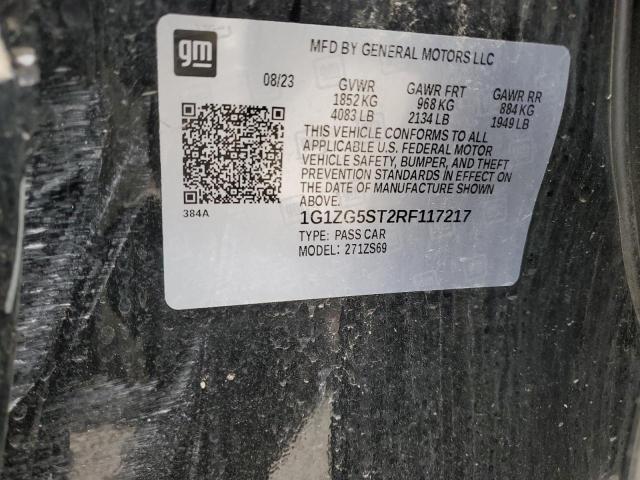 gm
MFD BY GENERAL MOTORS LLC
08/23 GVWR GAWR FRT GAWR RR
1852 KG 968 KG 884 KG
4083 LB 2134 LB 1949 LB
THIS VEHICLE CONFORMS TO ALL
APPLICABLE U.S. FEDERAL MOTOR
VEHICLE SAFETY, BUMPER, AND THEFT
PREVENTION STANDARDS IN EFFECT ON
THE DATE OF MANUFACTURE SHOWN
ABOVE.
384A
1G1ZG5ST2RF117217
TYPE: PASS CAR
MODEL: 271ZS69